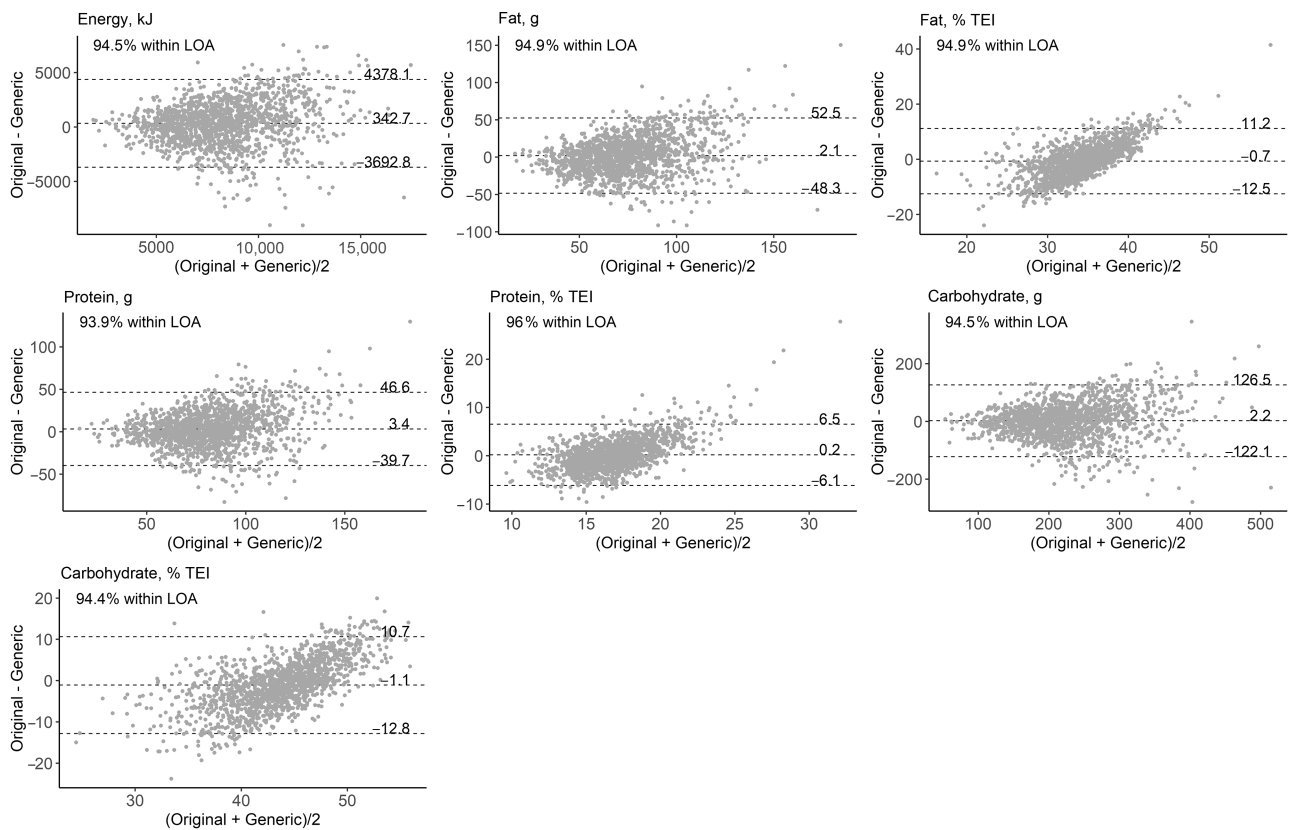 Energy, kJ
94.5% within LOA
Original - Generic
5000
0
−5000
4378.1
342.7
−3692.8
5000
10,000
15,000
(Original + Generic)/2
Fat, g
94.9% within LOA
Original - Generic
150
100
50
0
−50
−100
52.5
2.1
−48.3
50
100
150
(Original + Generic)/2
Fat, % TEI
94.9% within LOA
Original - Generic
40
20
0
−20
11.2
−0.7
−12.5
20
30
40
50
(Original + Generic)/2
Protein, g
93.9% within LOA
Original - Generic
100
50
0
−50
46.6
3.4
−39.7
50
100
150
(Original + Generic)/2
Protein, % TEI
96% within LOA
Original - Generic
20
10
0
−10
6.5
0.2
−6.1
10
15
20
25
30
(Original + Generic)/2
Carbohydrate, g
94.5% within LOA
Original - Generic
200
0
−200
126.5
2.2
−122.1
100
200
300
400
500
(Original + Generic)/2
Carbohydrate, % TEI
94.4% within LOA
Original - Generic
20
10
0
−10
−20
10.7
−1.1
−12.8
30
40
50
(Original + Generic)/2